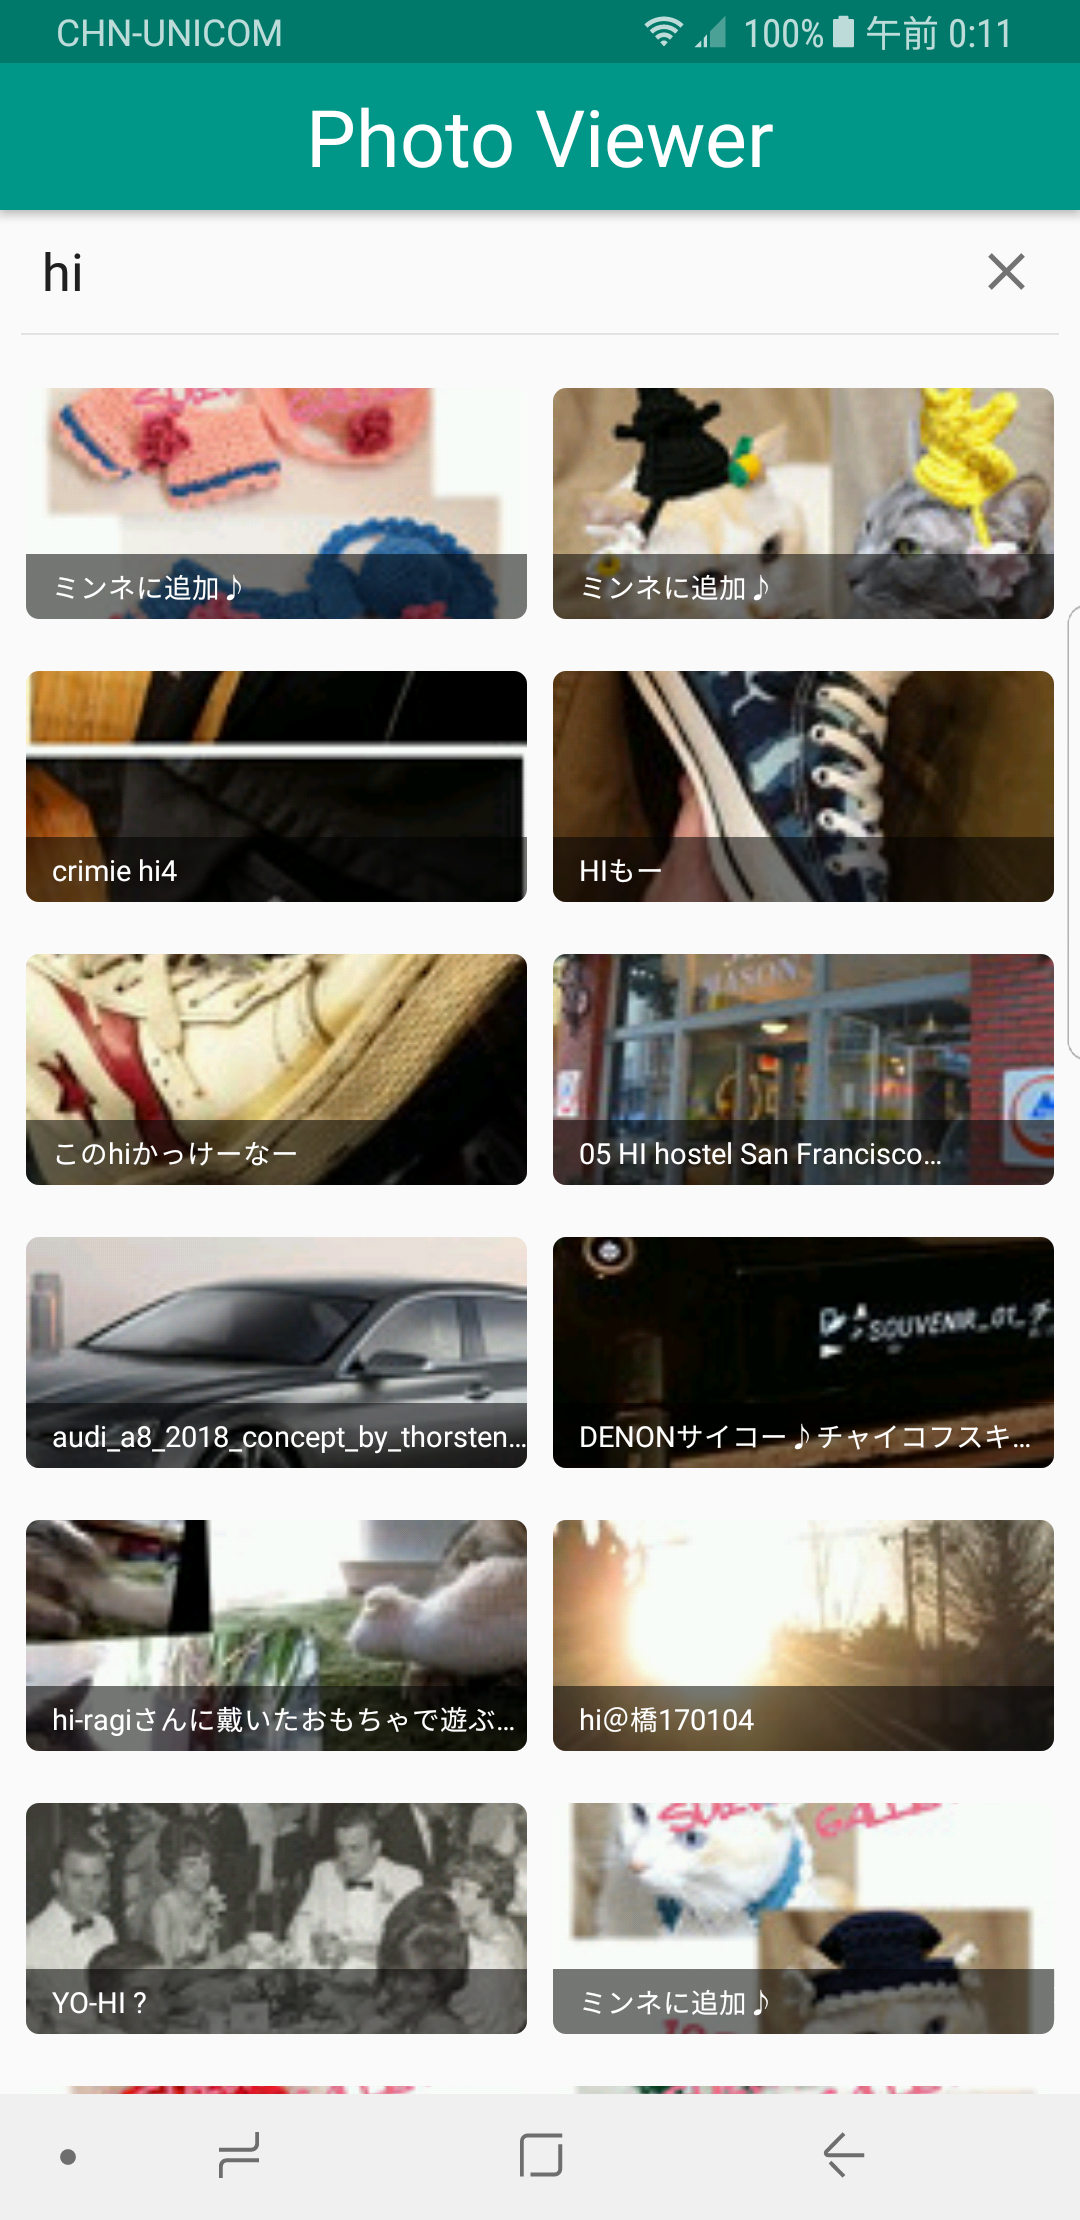 CHN-UNICOM 100% 午前 0:11
Photo Viewer
hi
ミンネに追加♪
ミンネに追加♪
crimie hi4
HIもー
このhiかっけーなー
MASON
05 HI hostel San Francisco…
audi_a8_2018_concept_by_thorsten…
SOUVENIR_01_
DENONサイコー♪チャイコフスキ…
hi-ragiさんに戴いたおもちゃで遊ぶ…
hi@橋170104
YO-HI ?
ミンネに追加♪